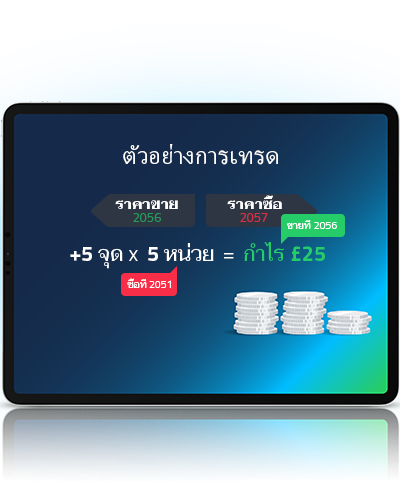 ตัวอย่างการเทรด
ราคาขาย ราคาซื้อ
2056 2057
ขายที่ 2056
+5 จุด x 5 หน่วย = กำไร £25
ซื้อที่ 2051